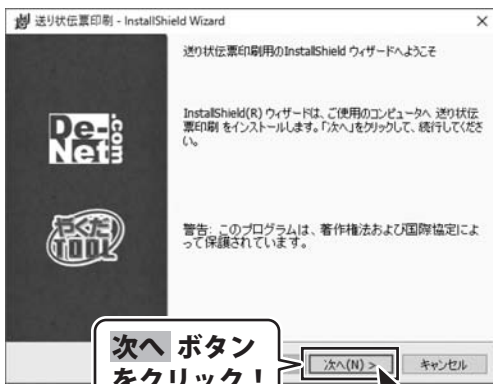 送り状伝票印刷 - InstallShield Wizard
送り状伝票印刷用のInstallShield ウィザードへようこそ
InstallShield(R) ウィザードは、ご使用のコンピュータへ 送り状伝
票印刷 をインストールします。「次へ」をクリックして、続行してくださ
い。
De-
Net
.com
やくだち
TOOL
警告: このプログラムは、著作権法および国際協定によ
って保護されています。
次へ ボタン
をクリック!
次へ(N) >
キャンセル